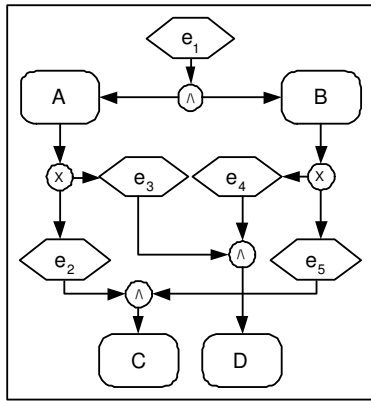 e₁
A
∧
B
x
e₃
e₄
x
e₂
∧
∧
e₅
C
D